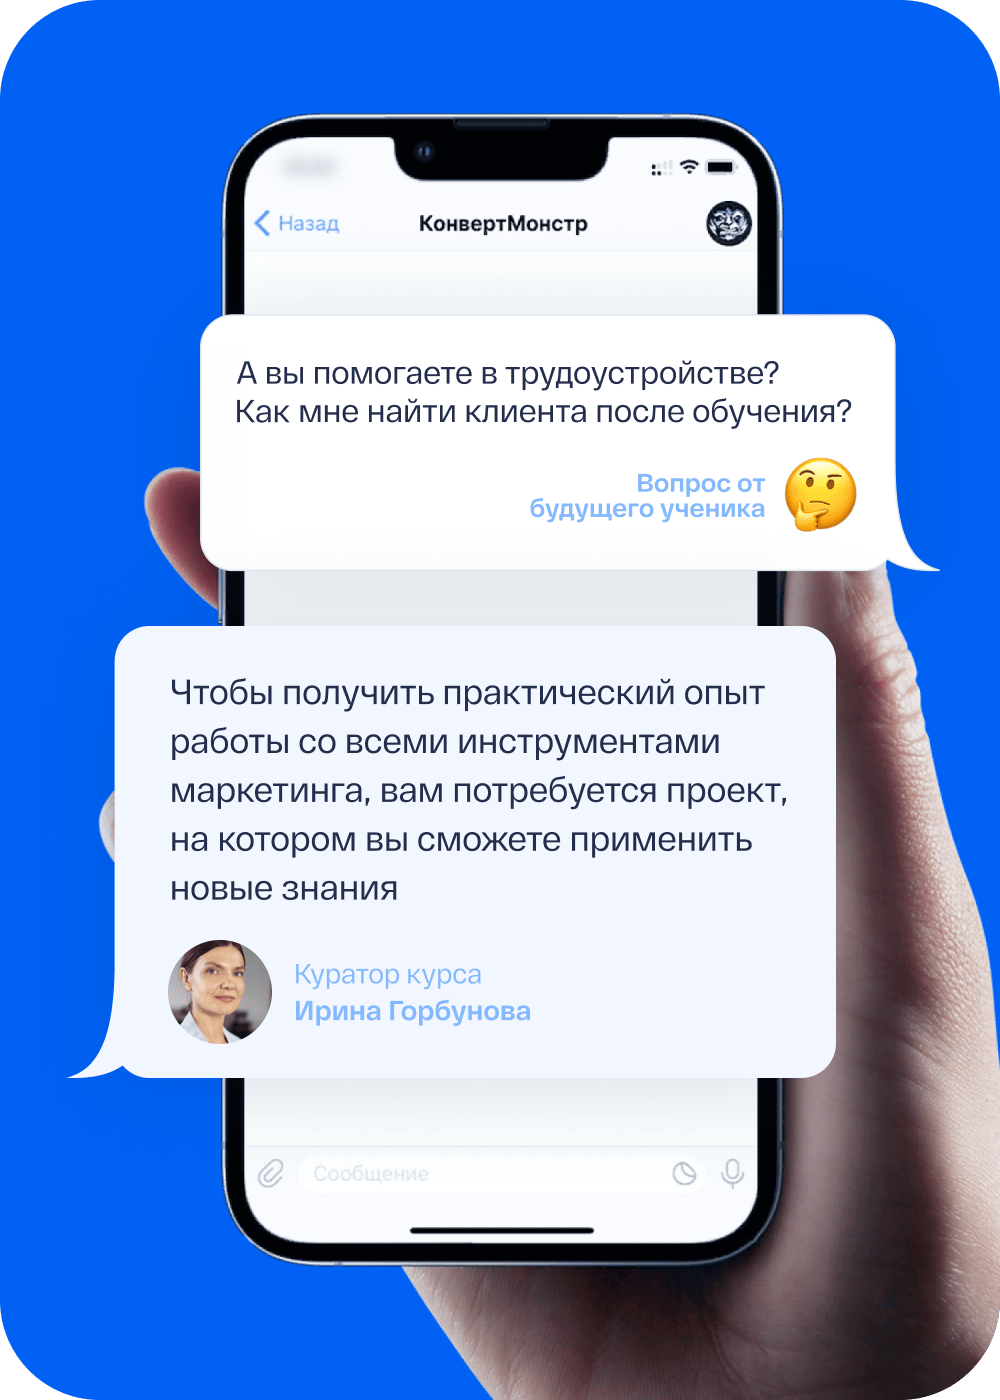 Назад
КонвертМонстр
А вы помогаете в трудоустройстве?
Как мне найти клиента после обучения?
Вопрос от
будущего ученика
Чтобы получить практический опыт
работы со всеми инструментами
маркетинга, вам потребуется проект,
на котором вы сможете применить
новые знания
Куратор курса
Ирина Горбунова
Сообщение